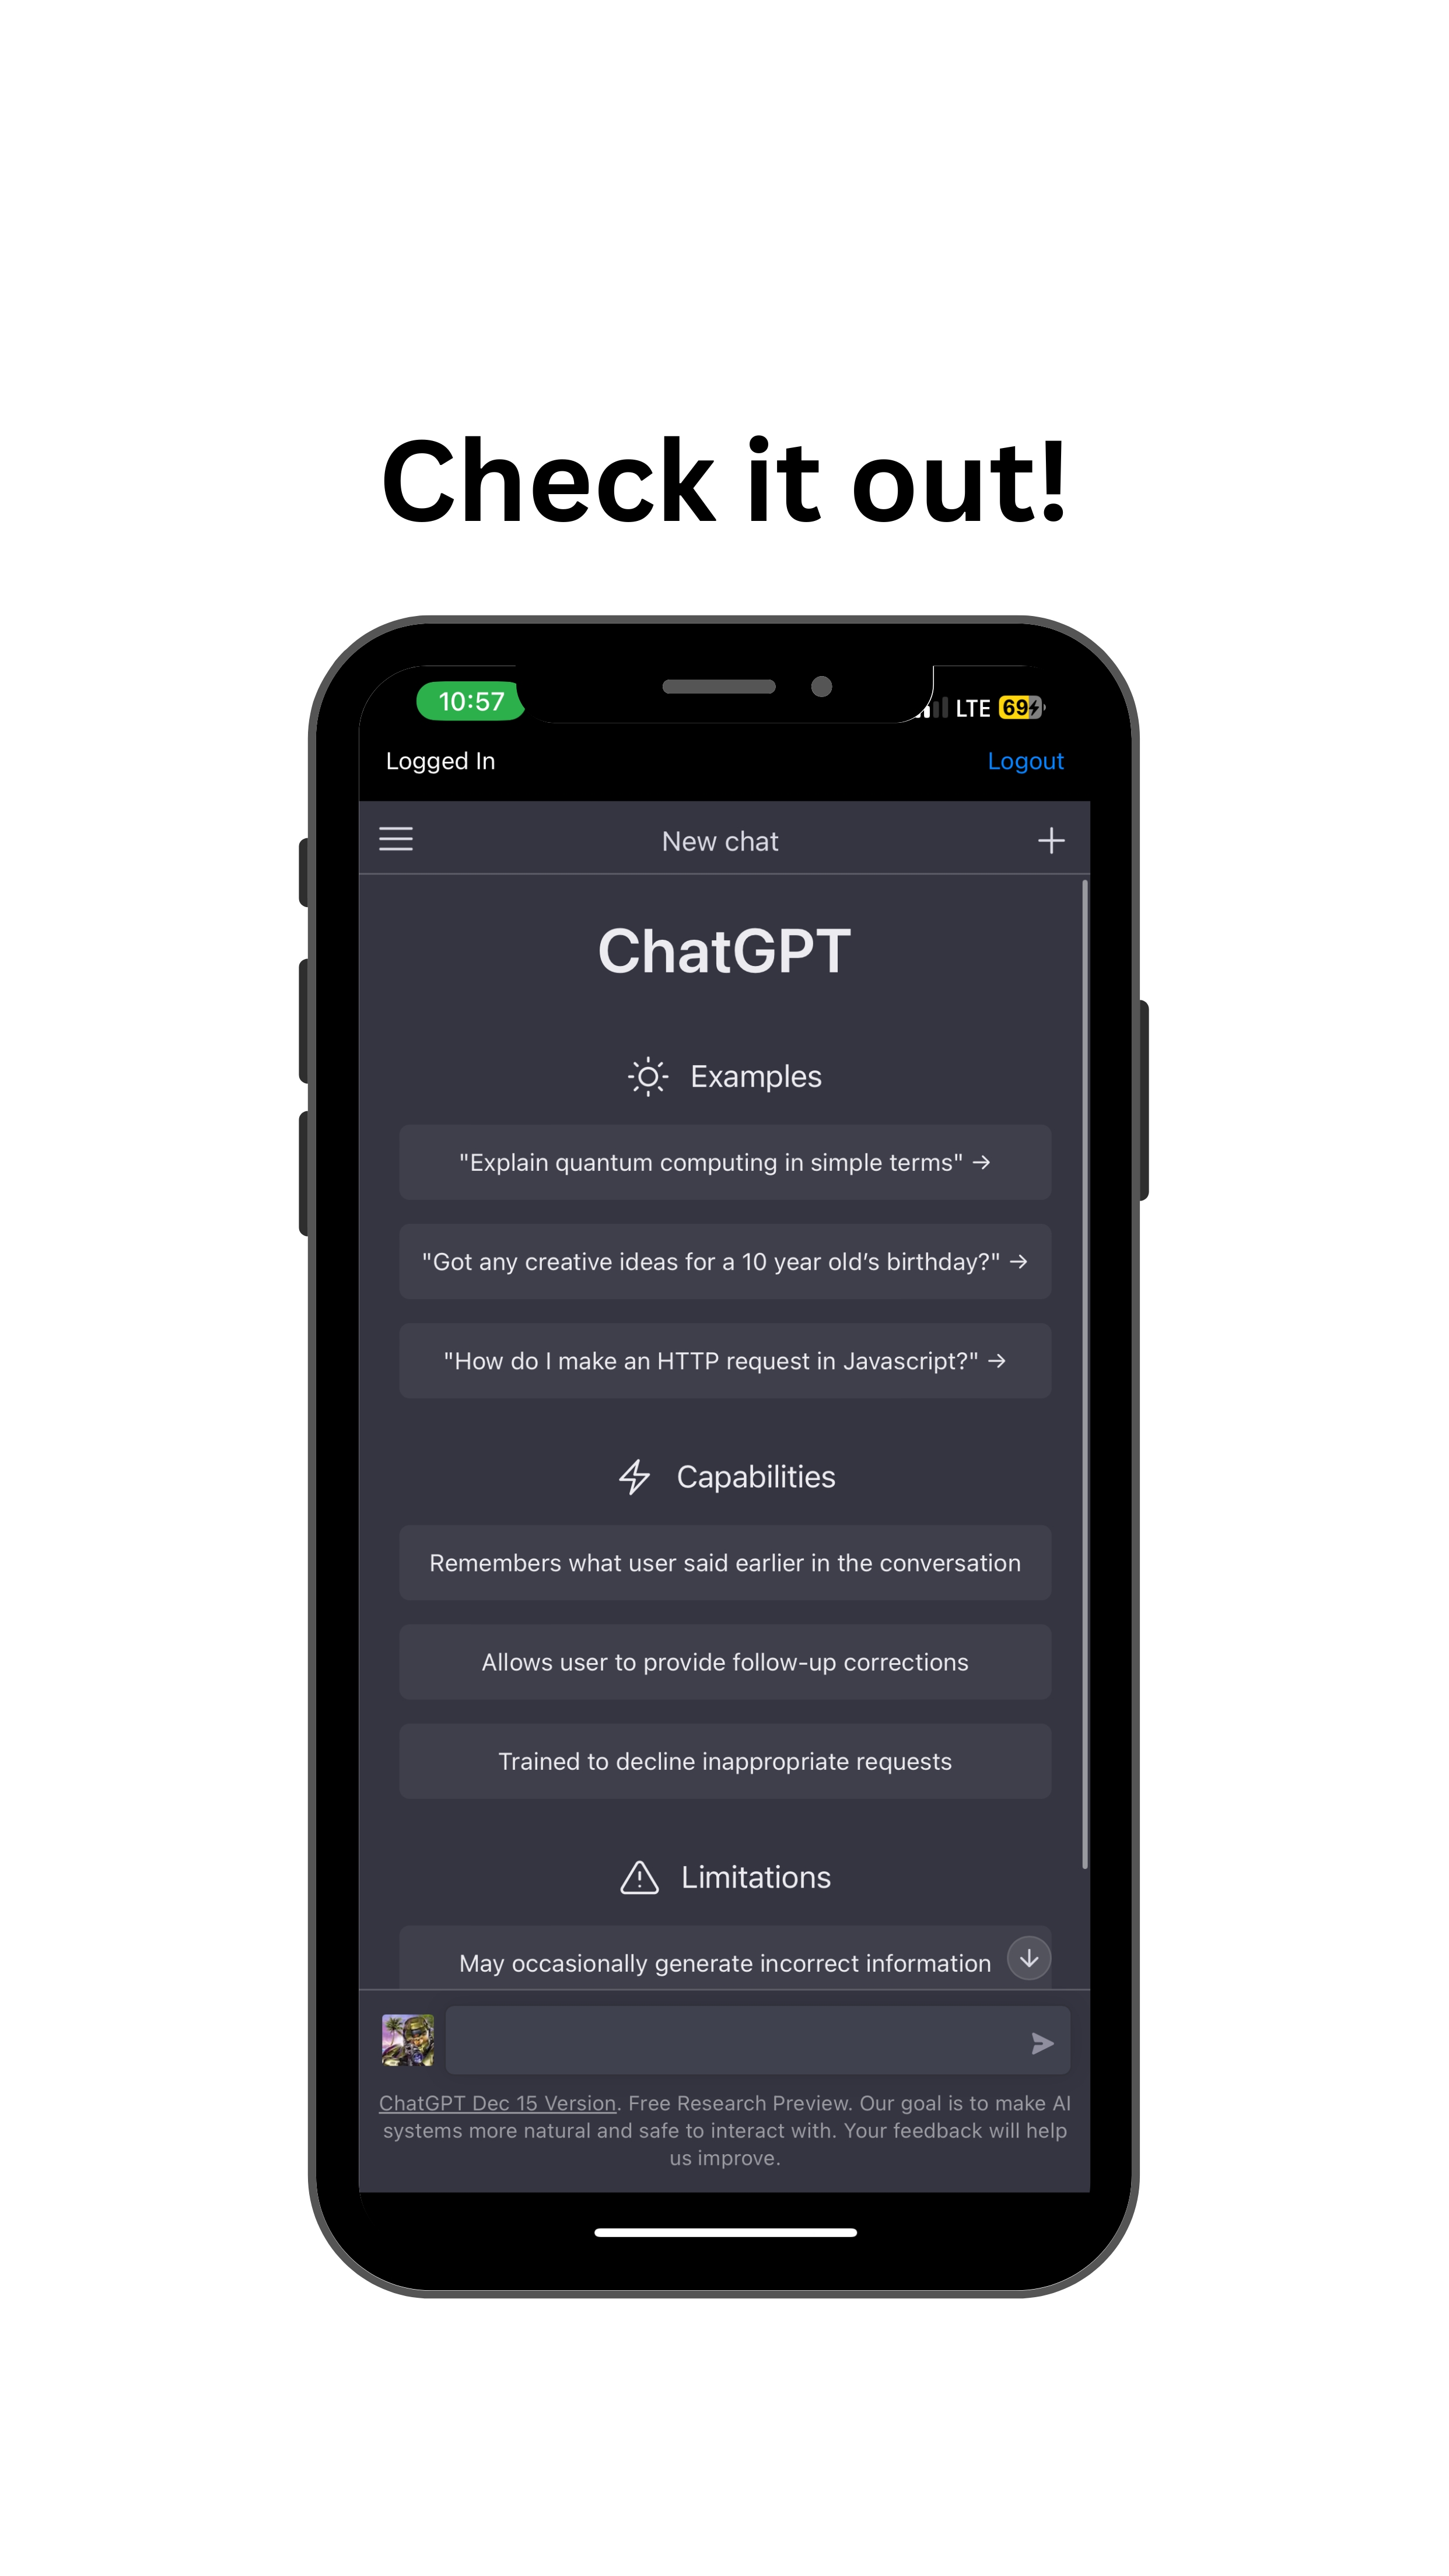 Check it out!
10:57
LTE 69
Logged In
Logout
New chat
ChatGPT
Examples
"Explain quantum computing in simple terms" →
"Got any creative ideas for a 10 year old’s birthday?" →
"How do I make an HTTP request in Javascript?" →
Capabilities
Remembers what user said earlier in the conversation
Allows user to provide follow-up corrections
Trained to decline inappropriate requests
Limitations
May occasionally generate incorrect information
ChatGPT Dec 15 Version. Free Research Preview. Our goal is to make AI
systems more natural and safe to interact with. Your feedback will help
us improve.